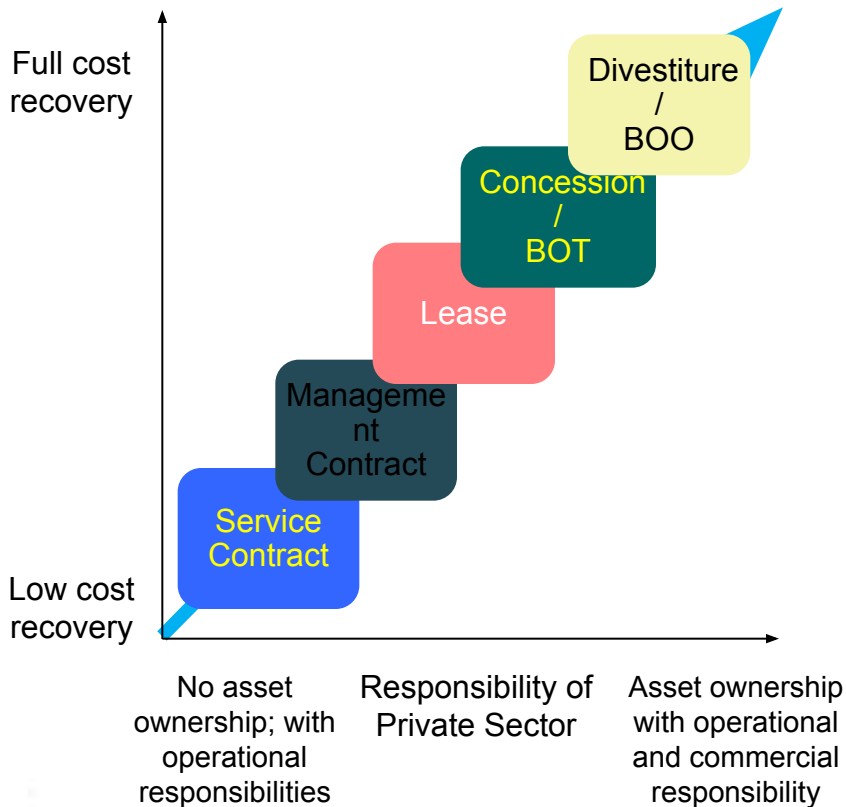 Full cost
recovery
Divestiture
/
BOO
Concession
/
BOT
Lease
Manageme
nt
Contract
Service
Contract
Low cost
recovery
No asset
ownership; with
operational
responsibilities
Responsibility of
Private Sector
Asset ownership
with operational
and commercial
responsibility